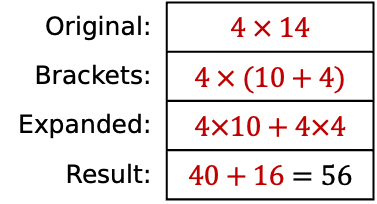 Original: 4 × 14
Brackets: 4 × (10 + 4)
Expanded: 4×10 + 4×4
Result: 40 + 16 = 56